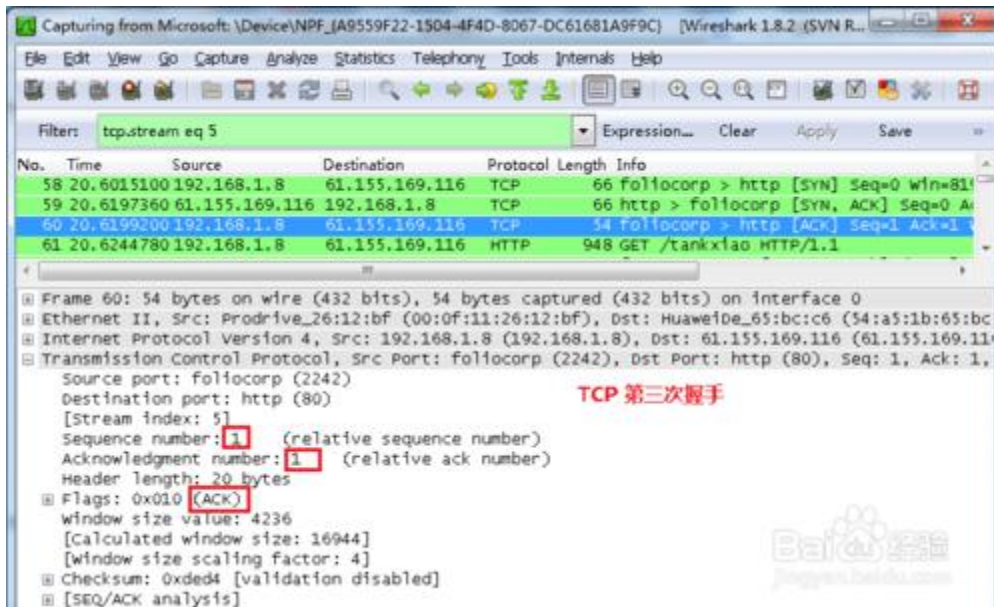 Capturing from Microsoft: \Device\NPF_{A9559F22-1504-4F4D-8067-DC61681A9F9C} [Wireshark 1.8.2 (SVN R...
File Edit View Go Capture Analyze Statistics Telephony Tools Internals Help
Filter: tcp.stream eq 5 Expression... Clear Apply Save
No. Time Source Destination Protocol Length Info
58 20.6015100 192.168.1.8 61.155.169.116 TCP 66 foliocorp > http [SYN] Seq=0 Win=819
59 20.6197360 61.155.169.116 192.168.1.8 TCP 66 http > foliocorp [SYN, ACK] Seq=0 A
60 20.6199200 192.168.1.8 61.155.169.116 TCP 54 foliocorp > http [ACK] Seq=1 Ack=1
61 20.6244780 192.168.1.8 61.155.169.116 HTTP 948 GET /tankxiao HTTP/1.1
Frame 60: 54 bytes on wire (432 bits), 54 bytes captured (432 bits) on interface 0
Ethernet II, Src: Prodrive_26:12:bf (00:0f:11:26:12:bf), Dst: HuaweiDe_65:bc:c6 (54:a5:1b:65:bc
Internet Protocol Version 4, Src: 192.168.1.8 (192.168.1.8), Dst: 61.155.169.116 (61.155.169.11
Transmission Control Protocol, Src Port: foliocorp (2242), Dst Port: http (80), Seq: 1, Ack: 1,
Source port: foliocorp (2242)
Destination port: http (80)
TCP 第三次握手
[Stream index: 5]
Sequence number: 1 (relative sequence number)
Acknowledgment number: 1 (relative ack number)
Header length: 20 bytes
Flags: 0x010 (ACK)
Window size value: 4236
[Calculated window size: 16944]
[Window size scaling factor: 4]
Checksum: 0xded4 [validation disabled]
[SEQ/ACK analysis]
Baidu经验
jingyan.baidu.com